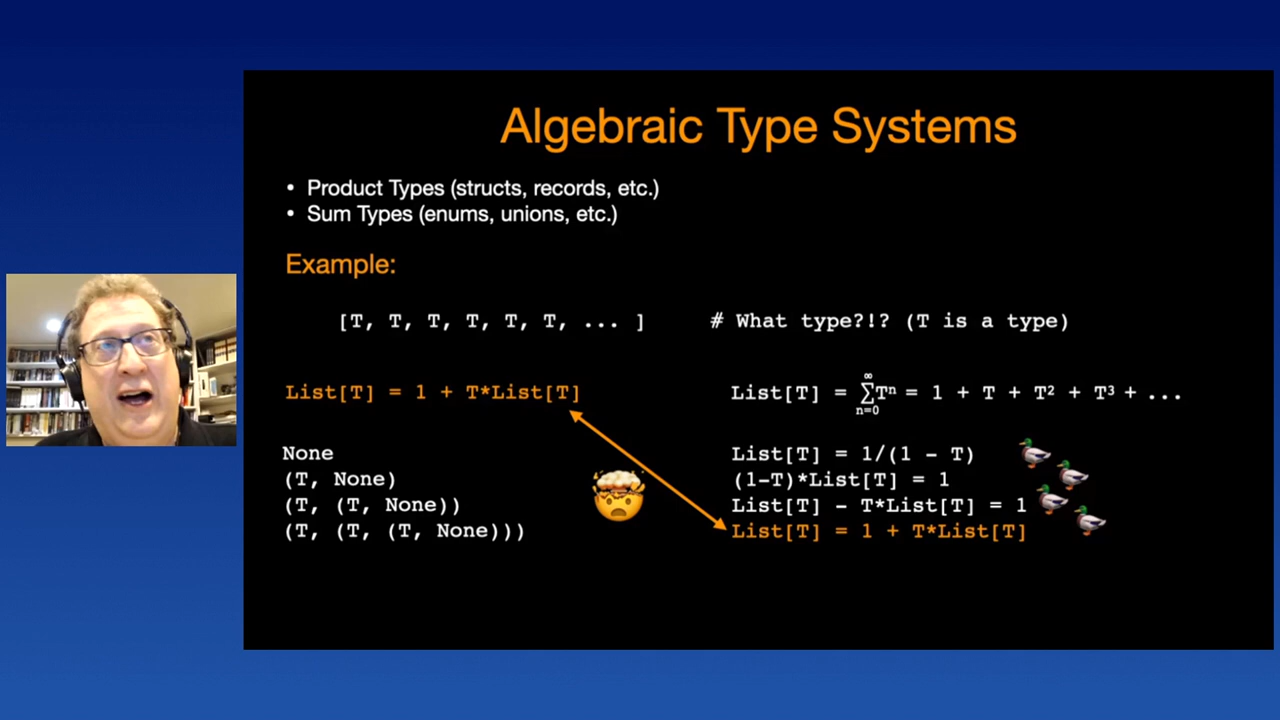 Algebraic Type Systems
• Product Types (structs, records, etc.)
• Sum Types (enums, unions, etc.)
Example:
[T, T, T, T, T, T, ... ] # What type?!? (T is a type)
List[T] = 1 + T*List[T]
List[T] = ∞∑n=0 Tⁿ = 1 + T + T² + T³ + ...
None
(T, None)
(T, (T, None))
(T, (T, (T, None)))
List[T] = 1/(1 - T)
(1-T)*List[T] = 1
List[T] - T*List[T] = 1
List[T] = 1 + T*List[T]